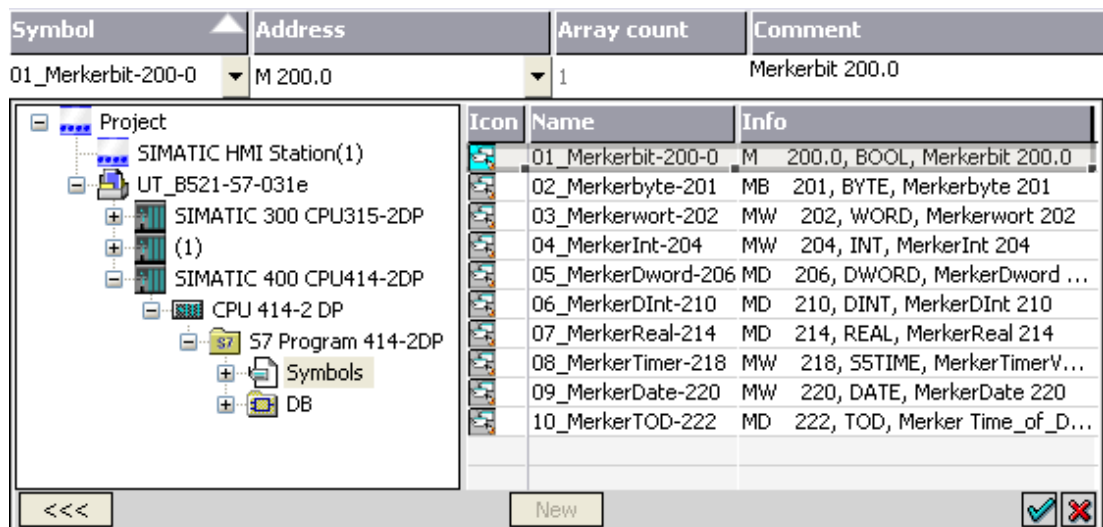 Symbol Address Array count Comment
01_Merkerbit-200-0 M 200.0 1 Merkerbit 200.0
Project
SIMATIC HMI Station(1)
UT_B521-S7-031e
SIMATIC 300 CPU315-2DP
(1)
SIMATIC 400 CPU414-2DP
CPU 414-2 DP
S7 Program 414-2DP
Symbols
DB
Icon Name Info
01_Merkerbit-200-0 M 200.0, BOOL, Merkerbit 200.0
02_Merkerbyte-201 MB 201, BYTE, Merkerbyte 201
03_Merkerwort-202 MW 202, WORD, Merkerwort 202
04_MerkerInt-204 MW 204, INT, MerkerInt 204
05_MerkerDword-206 MD 206, DWORD, MerkerDword ...
06_MerkerDInt-210 MD 210, DINT, MerkerDInt 210
07_MerkerReal-214 MD 214, REAL, MerkerReal 214
08_MerkerTimer-218 MW 218, S5TIME, MerkerTimerV...
09_MerkerDate-220 MW 220, DATE, MerkerDate 220
10_MerkerTOD-222 MD 222, TOD, Merker Time_of_D...
<<< New